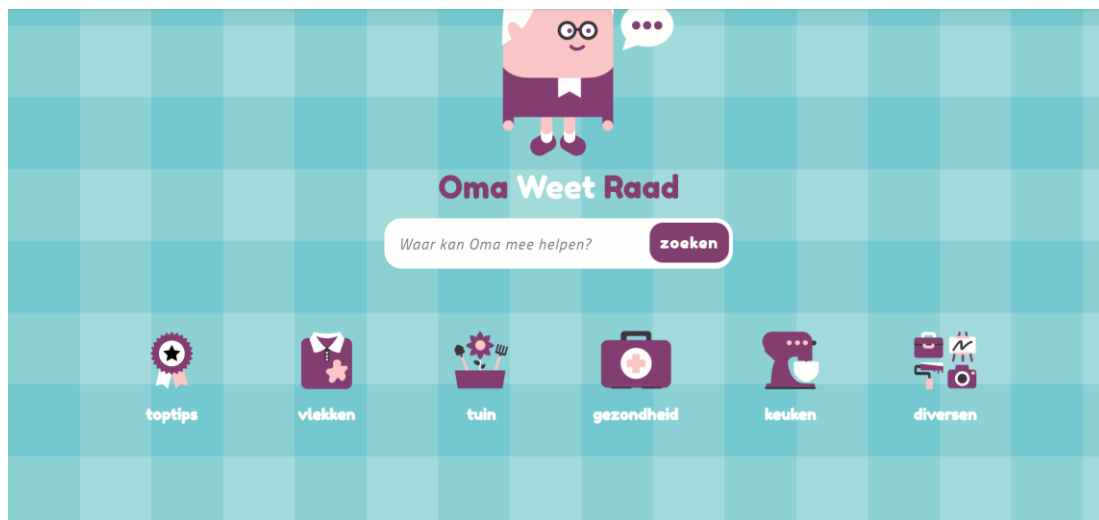 Oma Weet Raad
Waar kan Oma mee helpen?
zoeken
toptips
vlekken
tuin
gezondheid
keuken
diversen